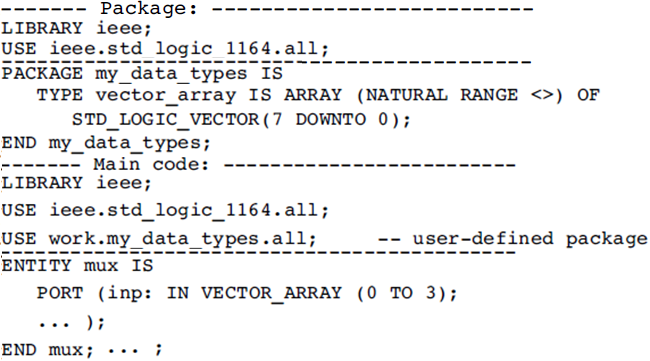 ------- Package: ---------------------------
LIBRARY ieee;
USE ieee.std_logic_1164.all;
--------------------------------------------
PACKAGE my_data_types IS
TYPE vector_array IS ARRAY (NATURAL RANGE <>) OF
STD_LOGIC_VECTOR(7 DOWNTO 0);
END my_data_types;
------- Main code: -------------------------
LIBRARY ieee;
USE ieee.std_logic_1164.all;
USE work.my_data_types.all; -- user-defined package
-------------------------------------------
ENTITY mux IS
PORT (inp: IN VECTOR_ARRAY (0 TO 3);
... );
END mux; ... ;